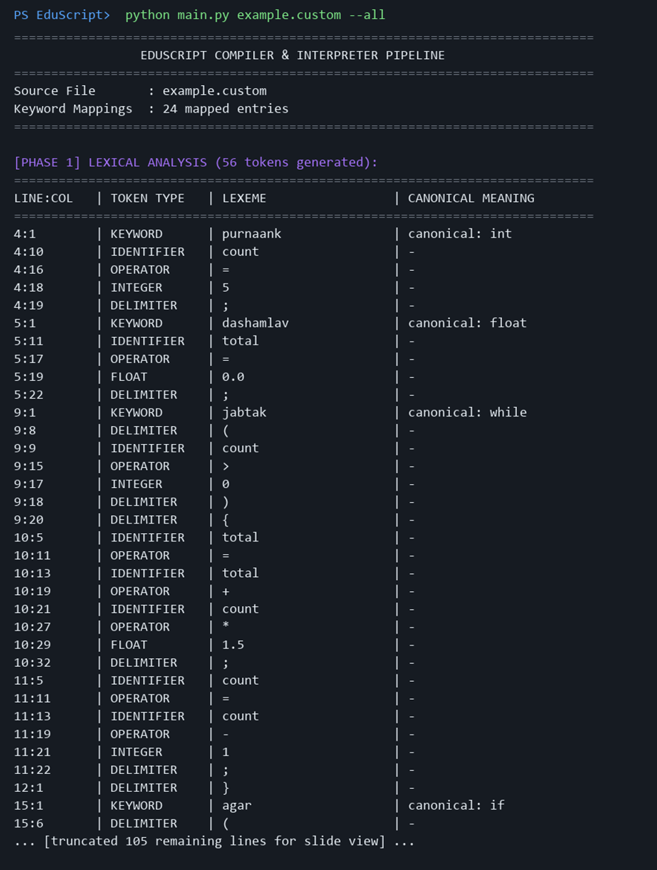 PS EduScript>  python main.py example.custom --all
==============================================================================
                 EDUSCRIPT COMPILER & INTERPRETER PIPELINE
==============================================================================
Source File       : example.custom
Keyword Mappings  : 24 mapped entries
==============================================================================
[PHASE 1] LEXICAL ANALYSIS (56 tokens generated):
==============================================================================
LINE:COL   | TOKEN TYPE   | LEXEME                 | CANONICAL MEANING
==============================================================================
4:1        | KEYWORD      | purnaank               | canonical: int
4:10       | IDENTIFIER   | count                  | -
4:16       | OPERATOR     | =                      | -
4:18       | INTEGER      | 5                      | -
4:19       | DELIMITER    | ;                      | -
5:1        | KEYWORD      | dashamlav              | canonical: float
5:11       | IDENTIFIER   | total                  | -
5:17       | OPERATOR     | =                      | -
5:19       | FLOAT        | 0.0                    | -
5:22       | DELIMITER    | ;                      | -
9:1        | KEYWORD      | jabtak                 | canonical: while
9:8        | DELIMITER    | (                      | -
9:9        | IDENTIFIER   | count                  | -
9:15       | OPERATOR     | >                      | -
9:17       | INTEGER      | 0                      | -
9:18       | DELIMITER    | )                      | -
9:20       | DELIMITER    | {                      | -
10:5       | IDENTIFIER   | total                  | -
10:11      | OPERATOR     | =                      | -
10:13      | IDENTIFIER   | total                  | -
10:19      | OPERATOR     | +                      | -
10:21      | IDENTIFIER   | count                  | -
10:27      | OPERATOR     | *                      | -
10:29      | FLOAT        | 1.5                    | -
10:32      | DELIMITER    | ;                      | -
11:5       | IDENTIFIER   | count                  | -
11:11      | OPERATOR     | =                      | -
11:13      | IDENTIFIER   | count                  | -
11:19      | OPERATOR     | -                      | -
11:21      | INTEGER      | 1                      | -
11:22      | DELIMITER    | ;                      | -
12:1       | DELIMITER    | }                      | -
15:1       | KEYWORD      | agar                   | canonical: if
15:6       | DELIMITER    | (                      | -
... [truncated 105 remaining lines for slide view] ...